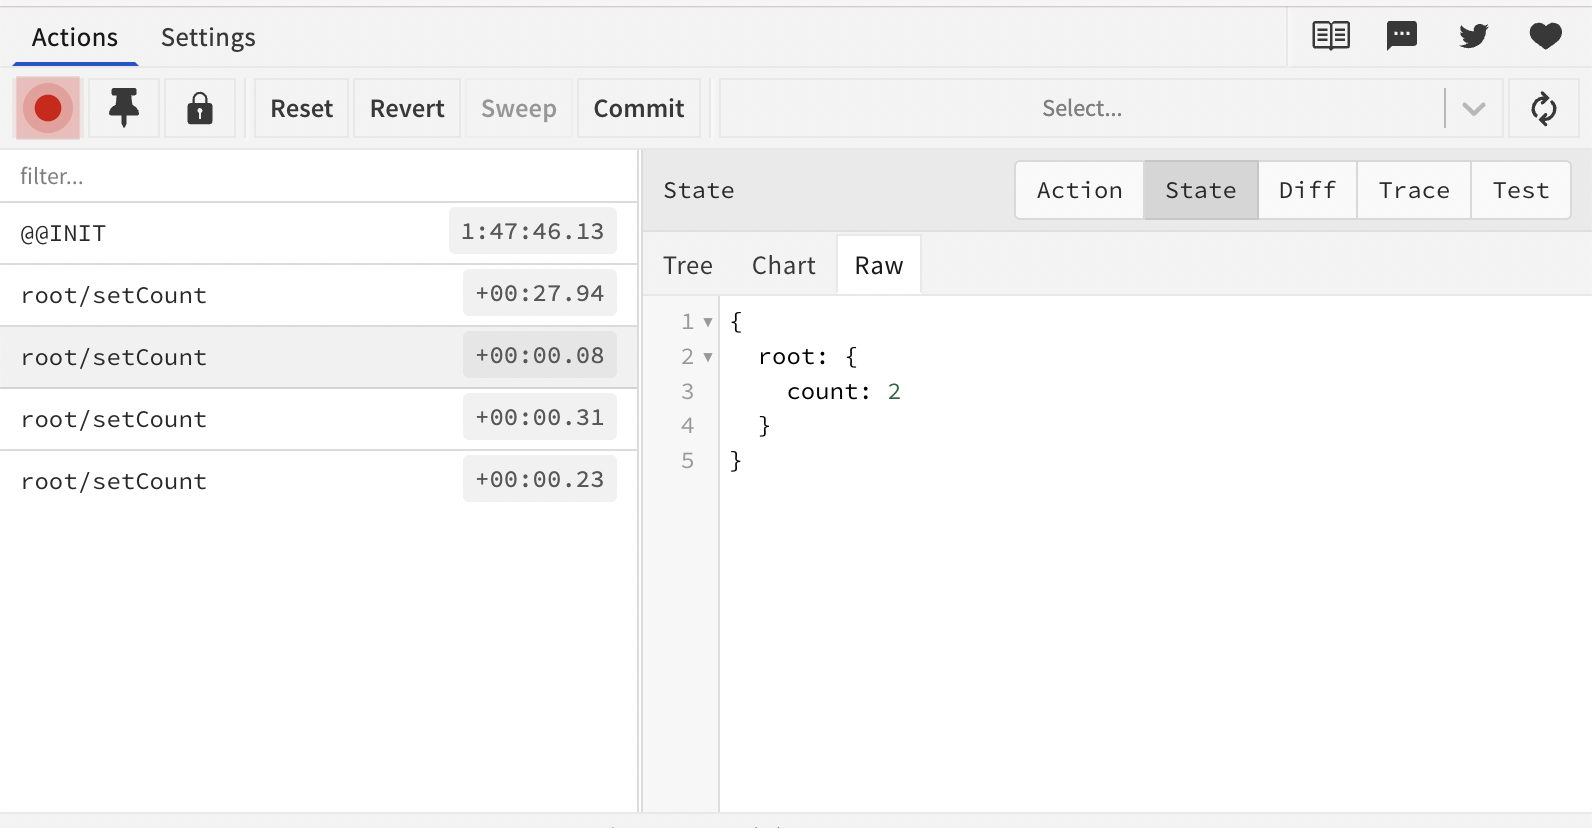 Actions Settings
Reset Revert Sweep Commit Select...
filter...
@@INIT 1:47:46.13
root/setCount +00:27.94
root/setCount +00:00.08
root/setCount +00:00.31
root/setCount +00:00.23
State Action State Diff Trace Test
Tree Chart Raw
1 {
2 root: {
3 count: 2
4 }
5 }